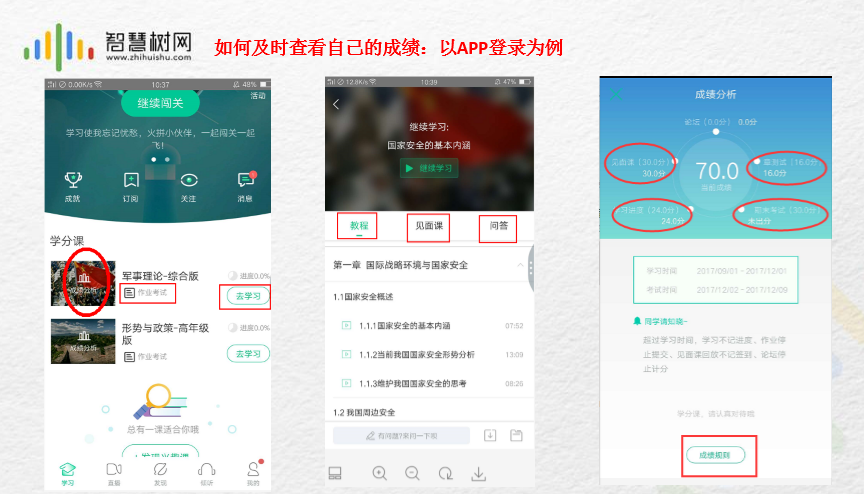 智慧树网
www.zhihuishu.com
如何及时查看自己的成绩：以APP登录为例
0.00K/s
10:37
48%
继续闯关
活动
学习使我忘记忧愁，火拼小伙伴，一起闯关一起
飞!
成就
订阅
关注
消息
学分课
成绩分析
军事理论-综合版
进度0.0%
作业考试
去学习
成绩分析
形势与政策-高年级
版
进度0.0%
作业考试
去学习
总有一课适合你哦
学习
直播
发现
倾听
我的
12.8K/s
10:39
47%
继续学习:
国家安全的基本内涵
继续学习
教程
见面课
问答
第一章 国际战略环境与国家安全
1.1国家安全概述
1.1.1国家安全的基本内涵
07:52
1.1.2当前我国国家安全形势分析
13:09
1.1.3维护我国国家安全的思考
08:26
1.2 我国周边安全
有问题?来问一下呗
成绩分析
论坛（0.0分） 0.0分
见面课（30.0分）
30.0分
70.0
当前成绩
章测试（16.0分）
16.0分
学习进度（24.0分）
24.0分
期末考试（30.0分）
未出分
学习时间 2017/09/01 - 2017/12/01
考试时间 2017/12/02 - 2017/12/09
同学请知晓~
超过学习时间，学习不记进度、作业停
止提交、见面课回放不记签到、论坛停
止计分
学分课，请认真对待哦
成绩规则